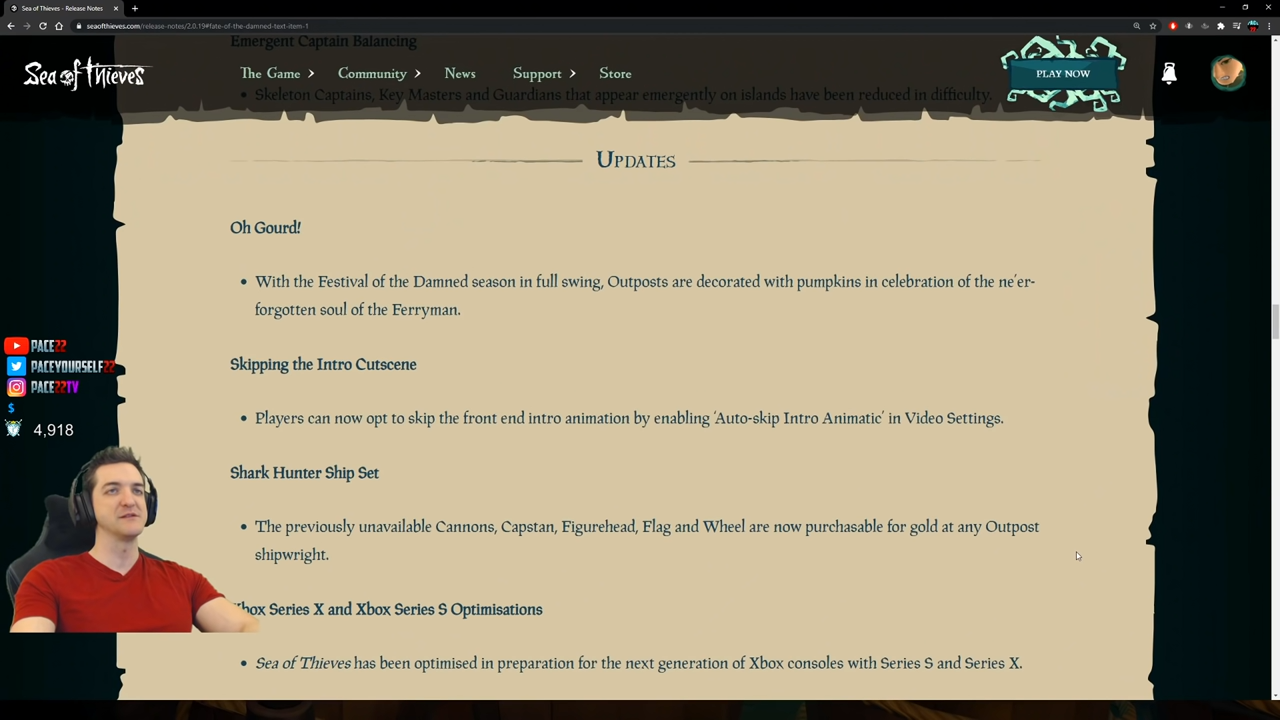 Sea of Thieves - Release Notes
seaofthieves.com/release-notes/2.0.19#fate-of-the-damned-text-item-1
Emergent Captain Balancing
Sea of Thieves
The Game
Community
News
Support
Store
PLAY NOW
• Skeleton Captains, Key Masters and Guardians that appear emergently on islands have been reduced in difficulty.
Updates
Oh Gourd!
• With the Festival of the Damned season in full swing, Outposts are decorated with pumpkins in celebration of the ne'er-
forgotten soul of the Ferryman.
Skipping the Intro Cutscene
• Players can now opt to skip the front end intro animation by enabling 'Auto-skip Intro Animatic' in Video Settings.
Shark Hunter Ship Set
• The previously unavailable Cannons, Capstan, Figurehead, Flag and Wheel are now purchasable for gold at any Outpost
shipwright.
Xbox Series X and Xbox Series S Optimisations
• Sea of Thieves has been optimised in preparation for the next generation of Xbox consoles with Series S and Series X.
PACE22
PACEYOURSELF22
PACE22TV
$
4,918